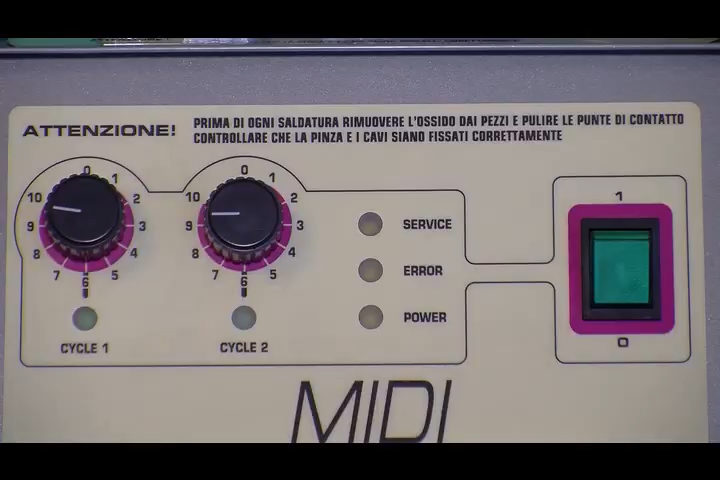 ATTENZIONE!
PRIMA DI OGNI SALDATURA RIMUOVERE L'OSSIDO DAI PEZZI E PULIRE LE PUNTE DI CONTATTO
CONTROLLARE CHE LA PINZA E I CAVI SIANO FISSATI CORRETTAMENTE
0 1 2 3 4 5 6 7 8 9 10
0 1 2 3 4 5 6 7 8 9 10
CYCLE 1
CYCLE 2
SERVICE
ERROR
POWER
1
0
MIDI